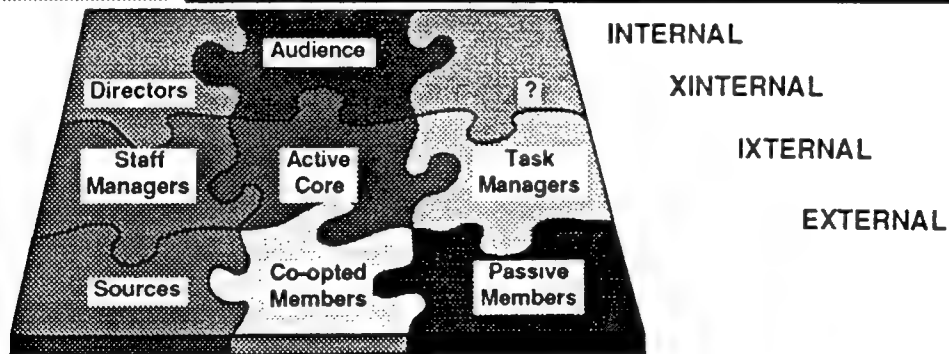 Audience
Directors
?
Staff
Managers
Active
Core
Task
Managers
Sources
Co-opted
Members
Passive
Members
INTERNAL
XINTERNAL
IXTERNAL
EXTERNAL